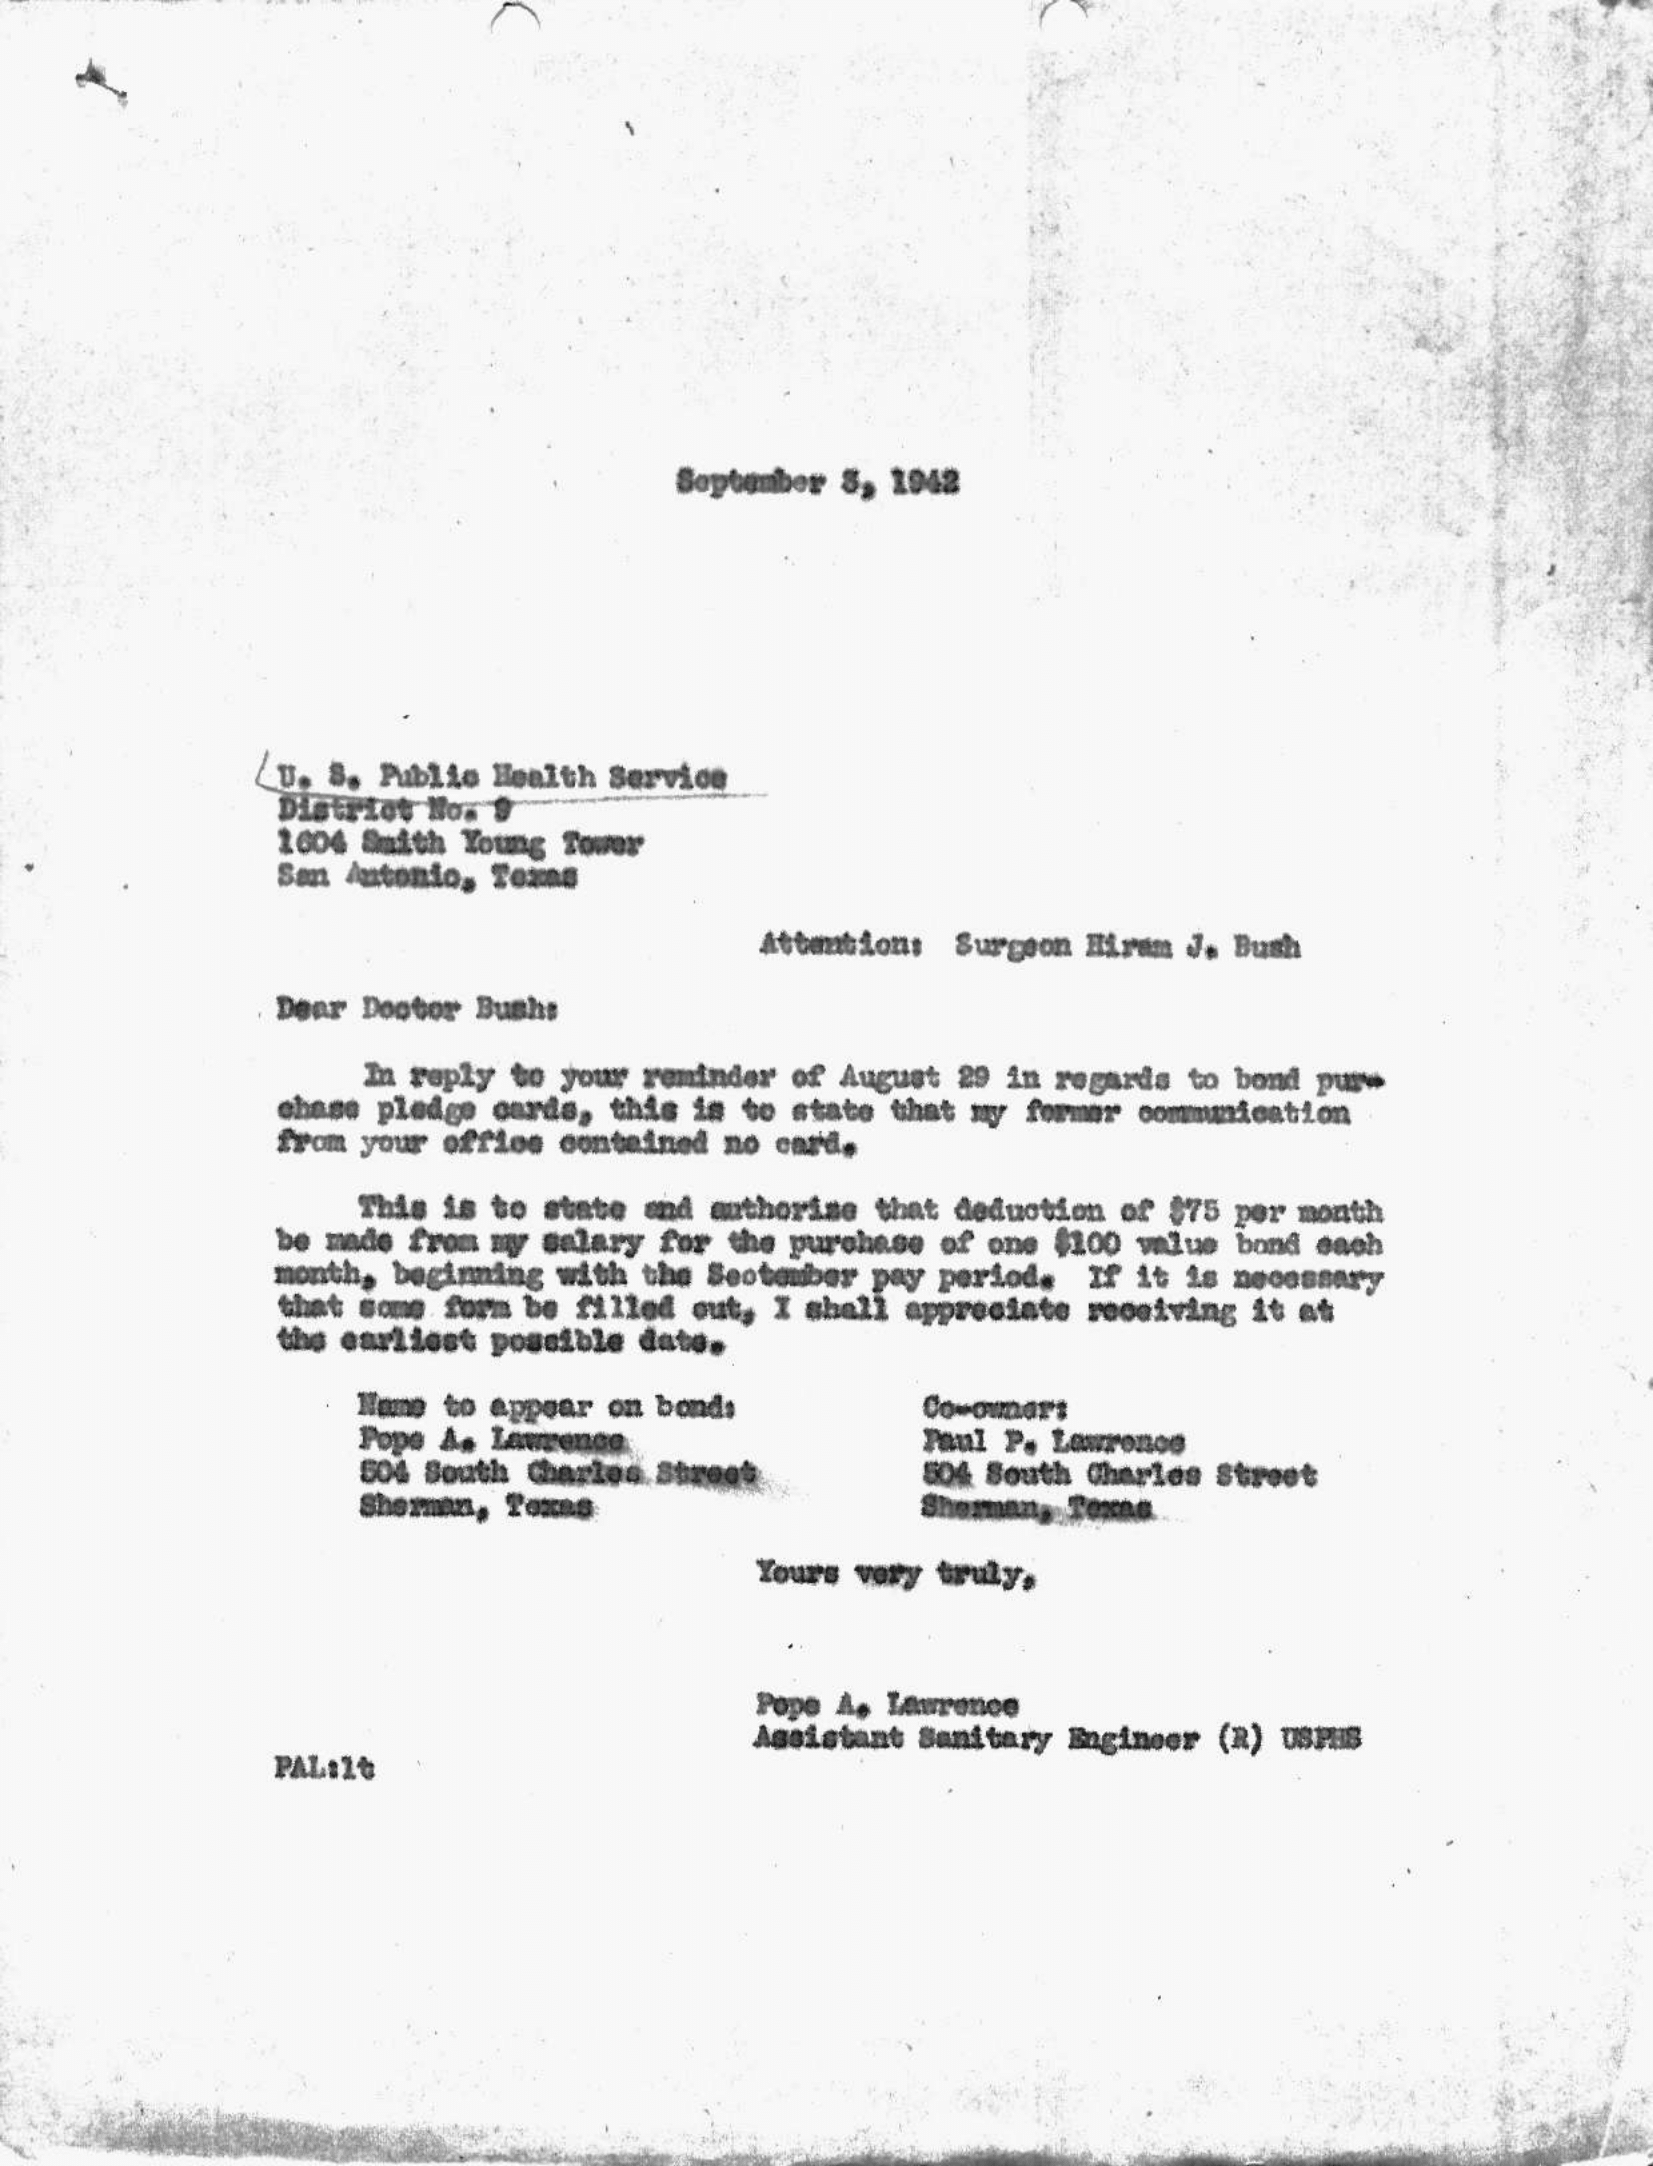 September 3, 1942
U. S. Public Health Service
District No. 9
1604 Smith Young Tower
San Antonio, Texas
Attention: Surgeon Hiram J. Bush
Dear Doctor Bush:
In reply to your reminder of August 29 in regards to bond pur-
chase pledge cards, this is to state that my former communication
from your office contained no card.
This is to state and authorize that deduction of $75 per month
be made from my salary for the purchase of one $100 value bond each
month, beginning with the Seotember pay period. If it is necessary
that some form be filled out, I shall appreciate receiving it at
the earliest possible date.
Name to appear on bond: Co-owner:
Pope A. Lawrence Paul P. Lawrence
504 South Charles Street 504 South Charles Street
Sherman, Texas Sherman, Texas
Yours very truly,
Pope A. Lawrence
Assistant Sanitary Engineer (R) USPHS
PAL:lt